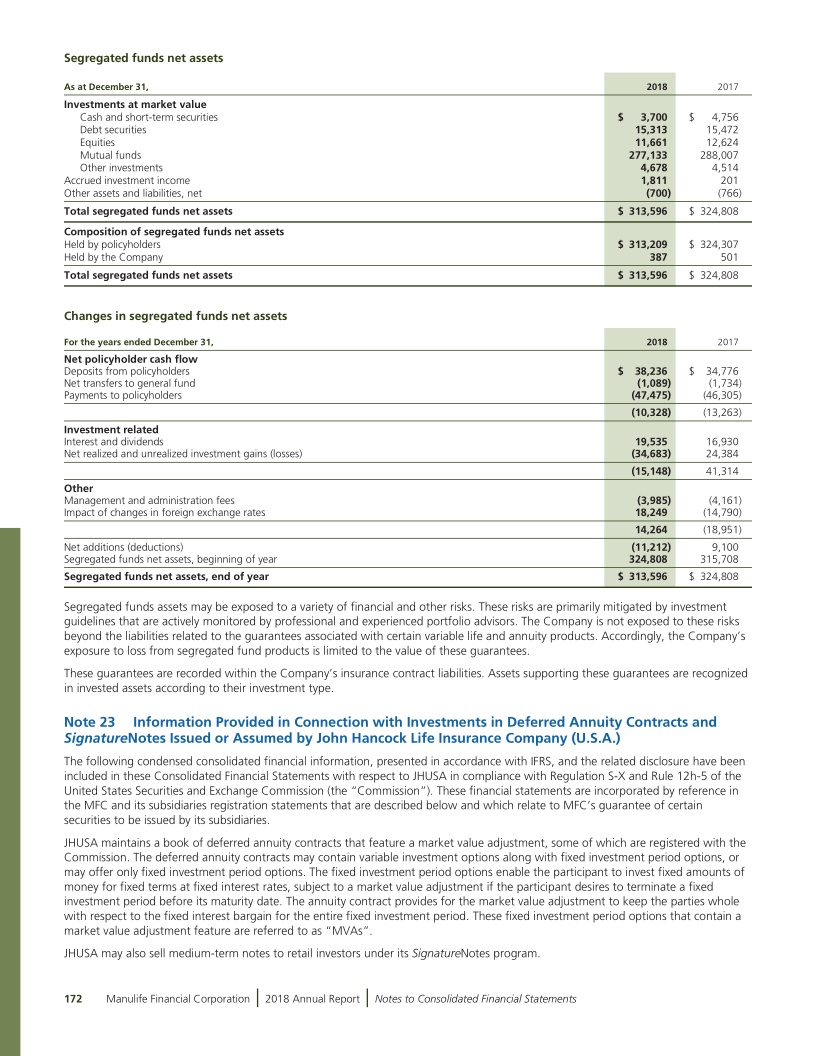 Segregated funds net assets
As at December 31, 2018 2017
Investments at market value
Cash and short-term securities $ 3,700 $ 4,756
Debt securities 15,313 15,472
Equities 11,661 12,624
Mutual funds 277,133 288,007
Other investments 4,678 4,514
Accrued investment income 1,811 201
Other assets and liabilities, net (700) (766)
Total segregated funds net assets $ 313,596 $ 324,808
Composition of segregated funds net assets
Held by policyholders $ 313,209 $ 324,307
Held by the Company 387 501
Total segregated funds net assets $ 313,596 $ 324,808
Changes in segregated funds net assets
For the years ended December 31, 2018 2017
Net policyholder cash flow
Deposits from policyholders $ 38,236 $ 34,776
Net transfers to general fund (1,089) (1,734)
Payments to policyholders (47,475) (46,305)
(10,328) (13,263)
Investment related
Interest and dividends 19,535 16,930
Net realized and unrealized investment gains (losses) (34,683) 24,384
(15,148) 41,314
Other
Management and administration fees (3,985) (4,161)
Impact of changes in foreign exchange rates 18,249 (14,790)
14,264 (18,951)
Net additions (deductions) (11,212) 9,100
Segregated funds net assets, beginning of year 324,808 315,708
Segregated funds net assets, end of year $ 313,596 $ 324,808
Segregated funds assets may be exposed to a variety of financial and other risks. These risks are primarily mitigated by investment
guidelines that are actively monitored by professional and experienced portfolio advisors. The Company is not exposed to these risks
beyond the liabilities related to the guarantees associated with certain variable life and annuity products. Accordingly, the Company's
exposure to loss from segregated fund products is limited to the value of these guarantees.
These guarantees are recorded within the Company's insurance contract liabilities. Assets supporting these guarantees are recognized
in invested assets according to their investment type.
Note 23 Information Provided in Connection with Investments in Deferred Annuity Contracts and
SignatureNotes Issued or Assumed by John Hancock Life Insurance Company (U.S.A.)
The following condensed consolidated financial information, presented in accordance with IFRS, and the related disclosure have been
included in these Consolidated Financial Statements with respect to JHUSA in compliance with Regulation S-X and Rule 12h-5 of the
United States Securities and Exchange Commission (the "Commission"). These financial statements are incorporated by reference in
the MFC and its subsidiaries registration statements that are described below and which relate to MFC's guarantee of certain
securities to be issued by its subsidiaries.
JHUSA maintains a book of deferred annuity contracts that feature a market value adjustment, some of which are registered with the
Commission. The deferred annuity contracts may contain variable investment options along with fixed investment period options, or
may offer only fixed investment period options. The fixed investment period options enable the participant to invest fixed amounts of
money for fixed terms at fixed interest rates, subject to a market value adjustment if the participant desires to terminate a fixed
investment period before its maturity date. The annuity contract provides for the market value adjustment to keep the parties whole
with respect to the fixed interest bargain for the entire fixed investment period. These fixed investment period options that contain a
market value adjustment feature are referred to as "MVAs".
JHUSA may also sell medium-term notes to retail investors under its SignatureNotes program.
172 Manulife Financial Corporation | 2018 Annual Report | Notes to Consolidated Financial Statements